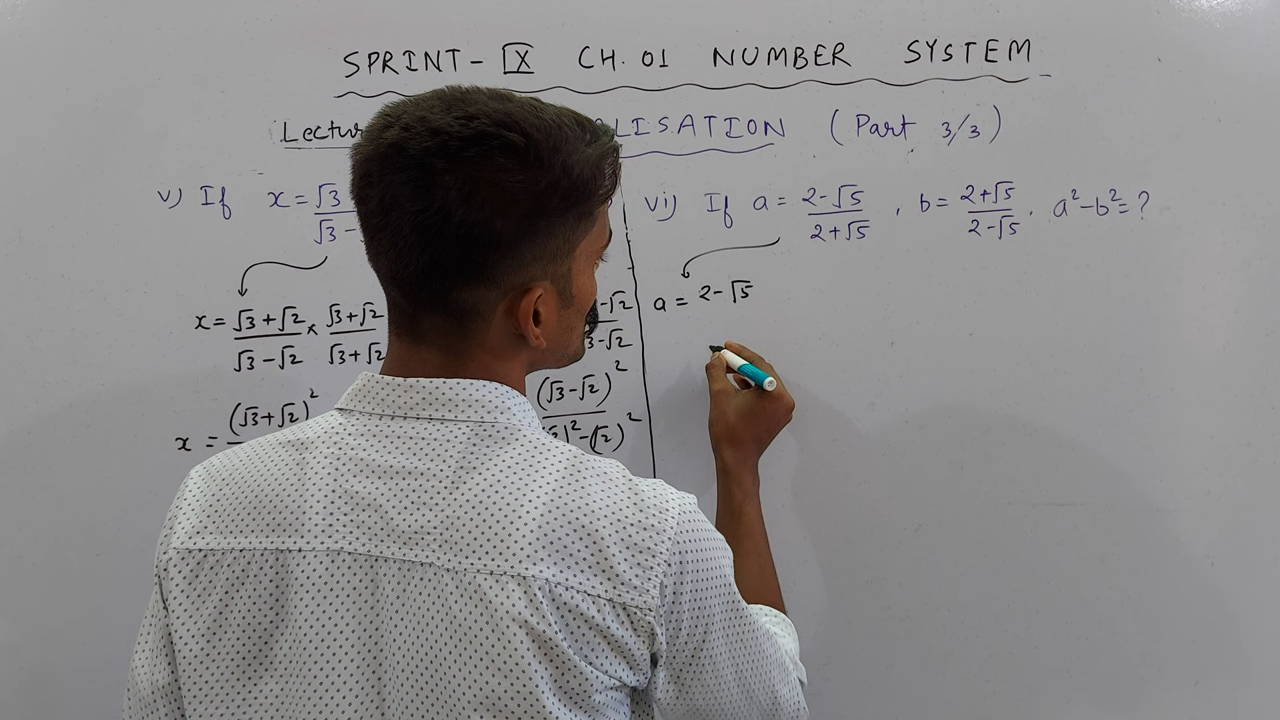 SPRINT-IX CH.01 NUMBER SYSTEM
LISATION (Part 3/3)
v) If x = √3
√3 -
x = (√3+√2)/(√3-√2) × (√3+√2)/(√3+√2)
x = (√3+√2)²
-√2
3-√2
(√3-√2)²
)²-(√2)²
vi) If a = (2-√5)/(2+√5), b = (2+√5)/(2-√5). a²-b²=?
a = 2-√5